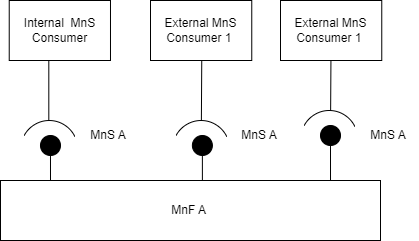 Internal MnS
Consumer
External MnS
Consumer 1
External MnS
Consumer 1
MnS A
MnS A
MnS A
MnF A